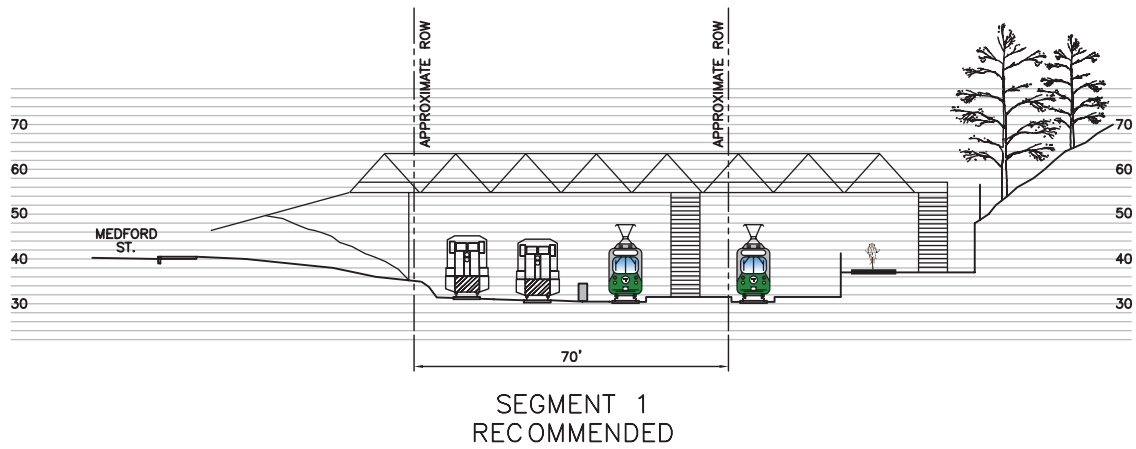 APPROXIMATE ROW
APPROXIMATE ROW
70
70
60
60
50
50
MEDFORD
ST.
40
40
30
30
70'
SEGMENT 1
RECOMMENDED